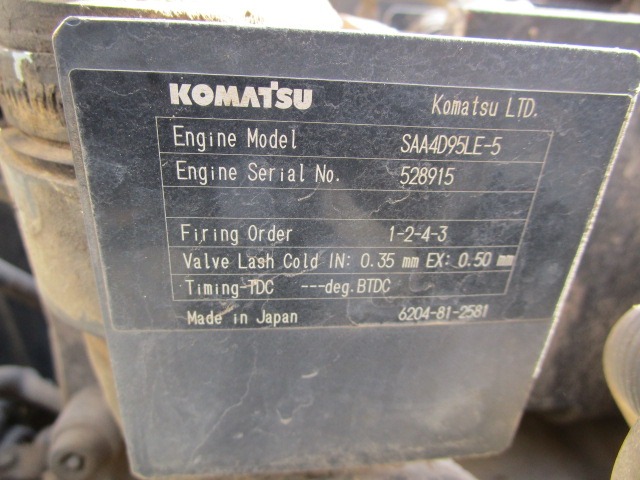 KOMATSU Komatsu LTD.
Engine Model SAA4D95LE-5
Engine Serial No. 528915
Firing Order 1-2-4-3
Valve Lash Cold IN: 0.35 mm EX: 0.50 mm
Timing TDC ---deg.BTDC
Made in Japan 6204-81-2581